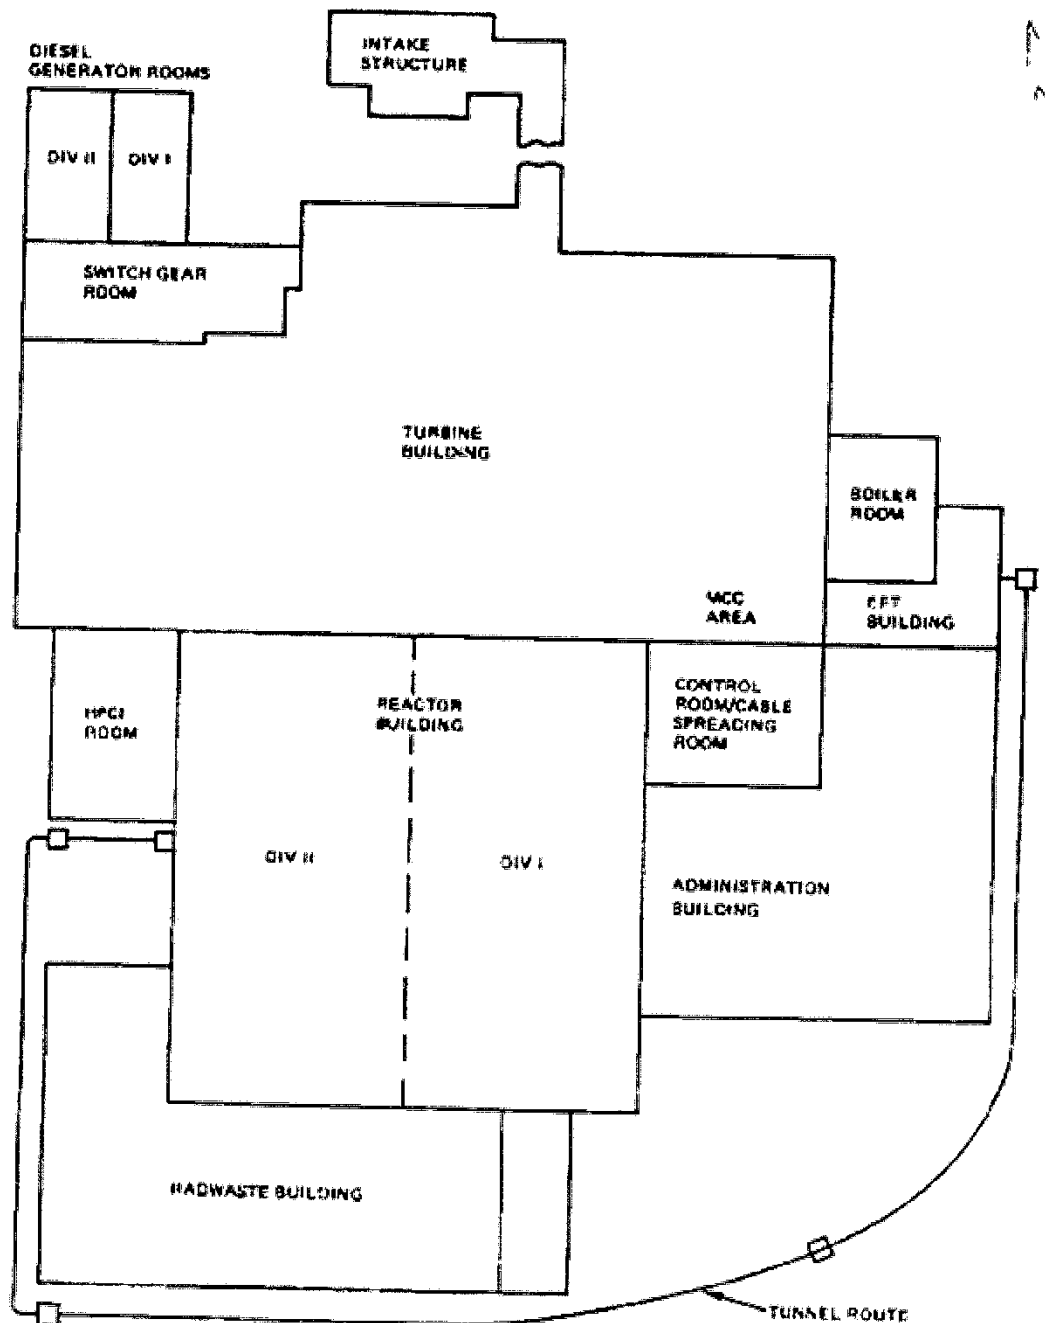 INTAKE
STRUCTURE
DIESEL
GENERATOR ROOMS
DIV II
DIV I
SWITCH GEAR
ROOM
TURBINE
BUILDING
BOILER
ROOM
MCC
AREA
EFT
BUILDING
HPCI
ROOM
REACTOR
BUILDING
CONTROL
ROOM/CABLE
SPREADING
ROOM
DIV II
DIV I
ADMINISTRATION
BUILDING
RADWASTE BUILDING
TUNNEL ROUTE